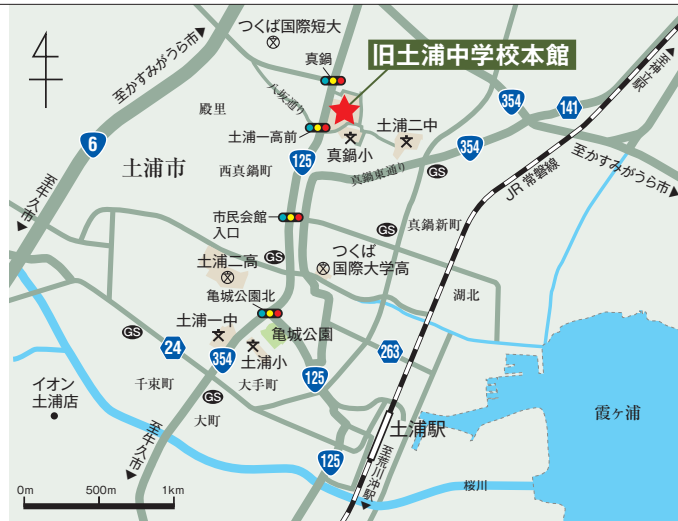 つくば国際短大
真鍋
旧土浦中学校本館
至かすみがうら市
八坂通り
殿里
至神立駅
354
141
6
土浦一高前
真鍋小
土浦二中
354
土浦市
125
西真鍋町
真鍋東通り
GS
至かすみがうら市
JR常磐線
至牛久市
市民会館
入口
GS
真鍋新町
GS
つくば
国際大学高
土浦二高
湖北
亀城公園北
土浦一中
亀城公園
GS
24
354
土浦小
263
125
イオン
土浦店
千束町
大手町
GS
大町
土浦駅
霞ヶ浦
至牛久市
125
至荒川沖駅
桜川
0m
500m
1km